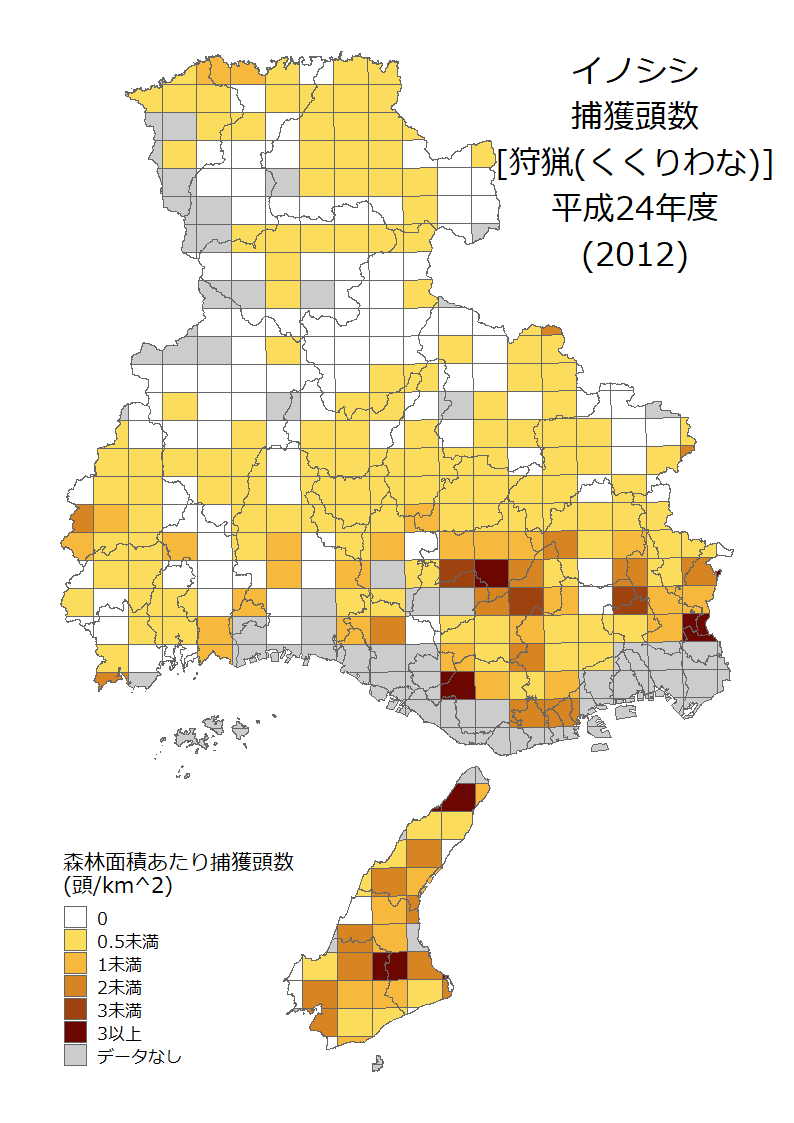 イノシシ
捕獲頭数
[狩猟(くくりわな)]
平成24年度
(2012)
森林面積あたり捕獲頭数
(頭/km^2)
0
0.5未満
1未満
2未満
3未満
3以上
データなし